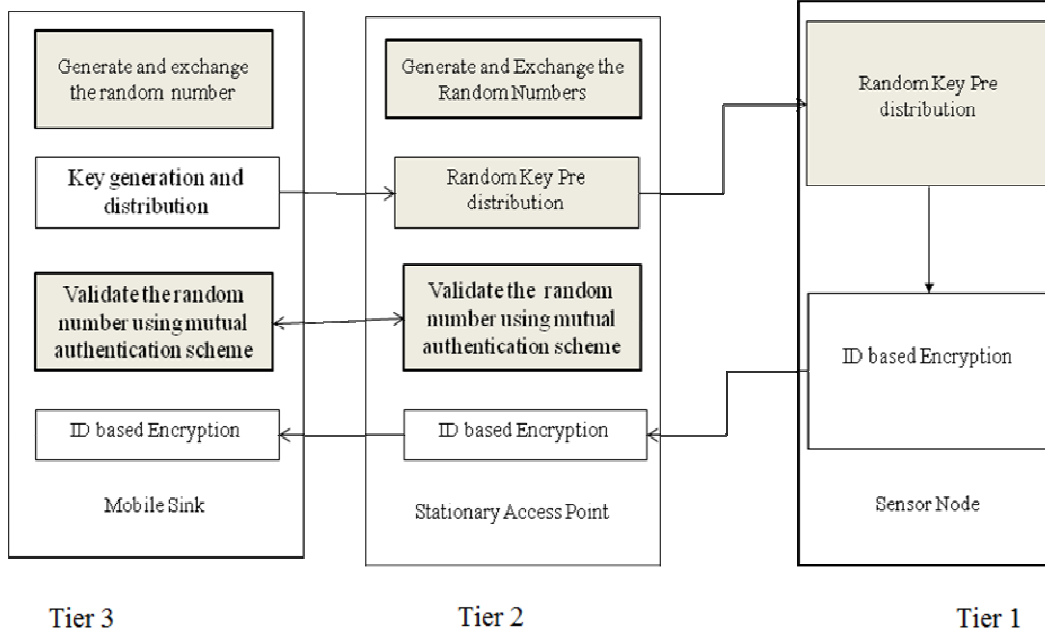 Generate and exchange
the random number
Key generation and
distribution
Validate the random
number using mutual
authentication scheme
ID based Encryption
Mobile Sink
Generate and Exchange the
Random Numbers
Random Key Pre
distribution
Validate the random
number using mutual
authentication scheme
ID based Encryption
Stationary Access Point
Random Key Pre
distribution
ID based Encryption
Sensor Node
Tier 3
Tier 2
Tier 1